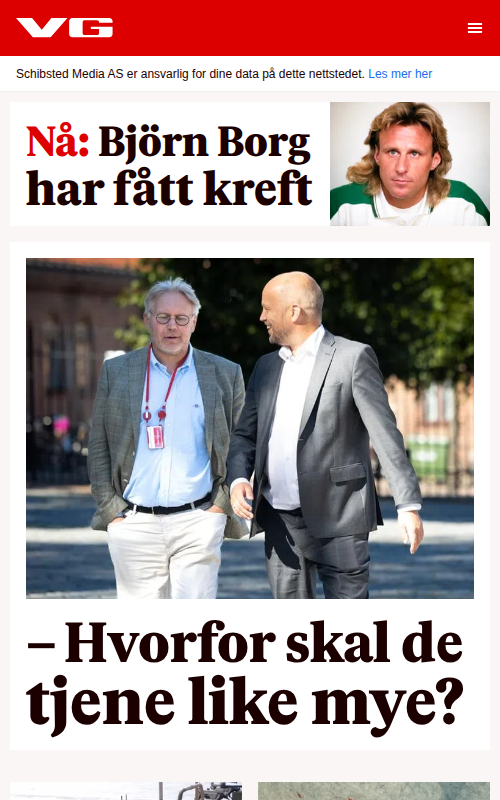 VG
Schibsted Media AS er ansvarlig for dine data på dette nettstedet. Les mer her
Nå: Björn Borg
har fått kreft
– Hvorfor skal de
tjene like mye?